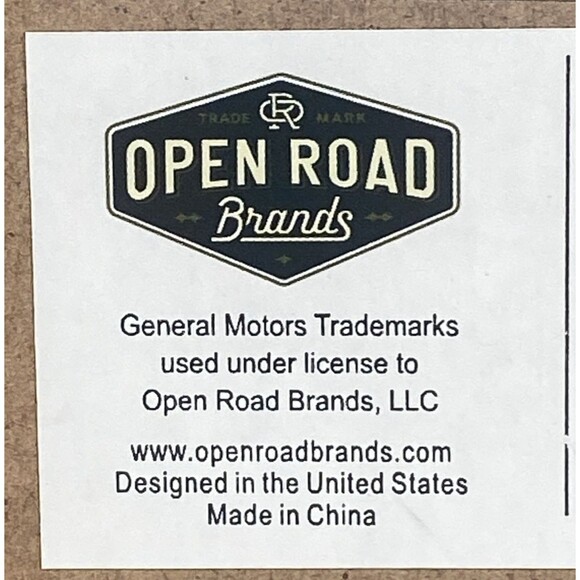 TRADE OR MARK
OPEN ROAD
Brands
General Motors Trademarks
used under license to
Open Road Brands, LLC
www.openroadbrands.com
Designed in the United States
Made in China